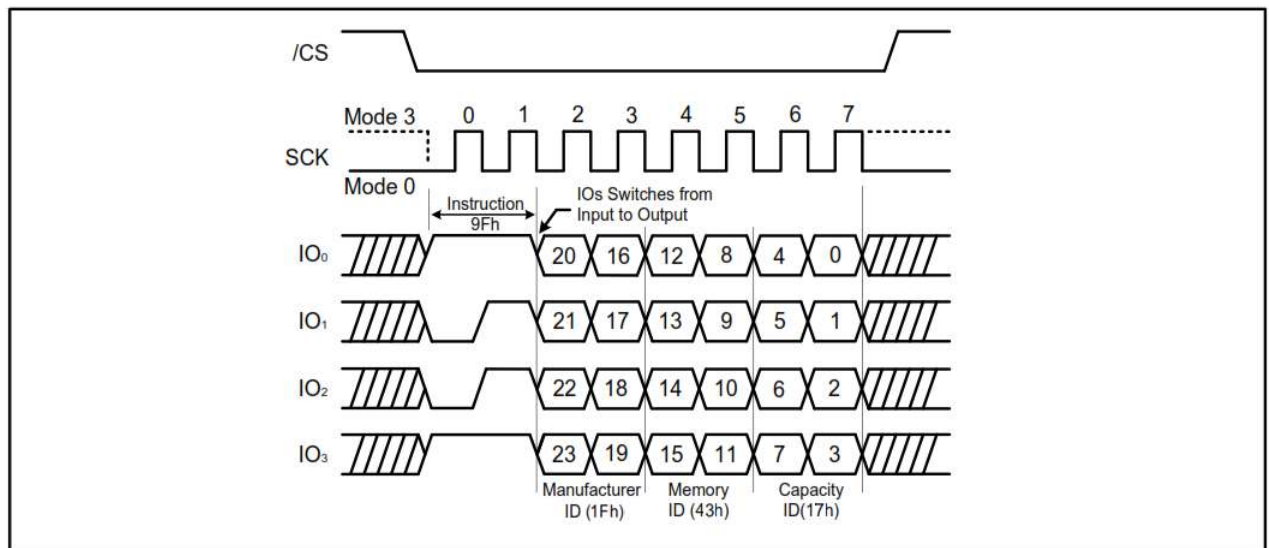 /CS
Mode 3 0 1 2 3 4 5 6 7
SCK
Mode 0
Instruction
9Fh
IOs Switches from
Input to Output
IO₀ 20 16 12 8 4 0
IO₁ 21 17 13 9 5 1
IO₂ 22 18 14 10 6 2
IO₃ 23 19 15 11 7 3
Manufacturer Memory Capacity
ID (1Fh) ID (43h) ID(17h)